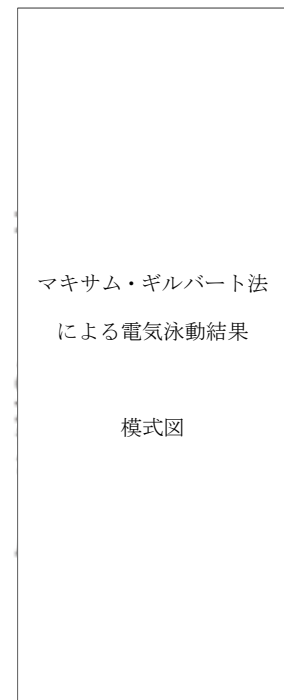 マキサム・ギルバート法
による電気泳動結果
模式図